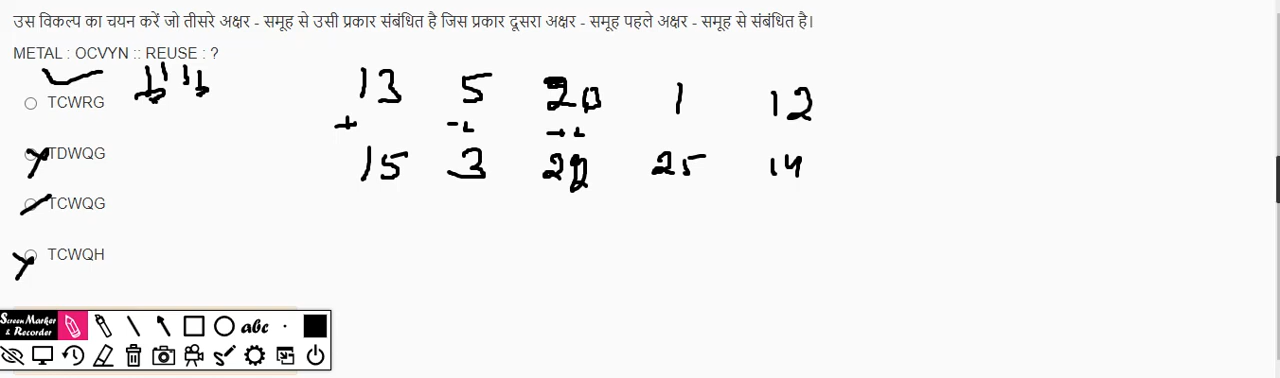 उस विकल्प का चयन करें जो तीसरे अक्षर - समूह से उसी प्रकार संबंधित है जिस प्रकार दूसरा अक्षर - समूह पहले अक्षर - समूह से संबंधित है।
METAL : OCVYN :: REUSE : ?
13 5 20 1 12
TCWRG
+ -2 +2
15 3 22 25 14
TDWQG
TCWQG
TCWQH
Screen Marker & Recorder
abc